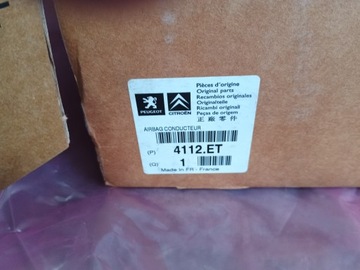 Pièces d'origine
Original parts
Recambios originales
Originalteile
Ricambi originali
Peças de origem
正廠零件
PEUGEOT CITROËN
AIRBAG CONDUCTEUR
(P) 4112.ET
(Q) 1
Made in FR - France